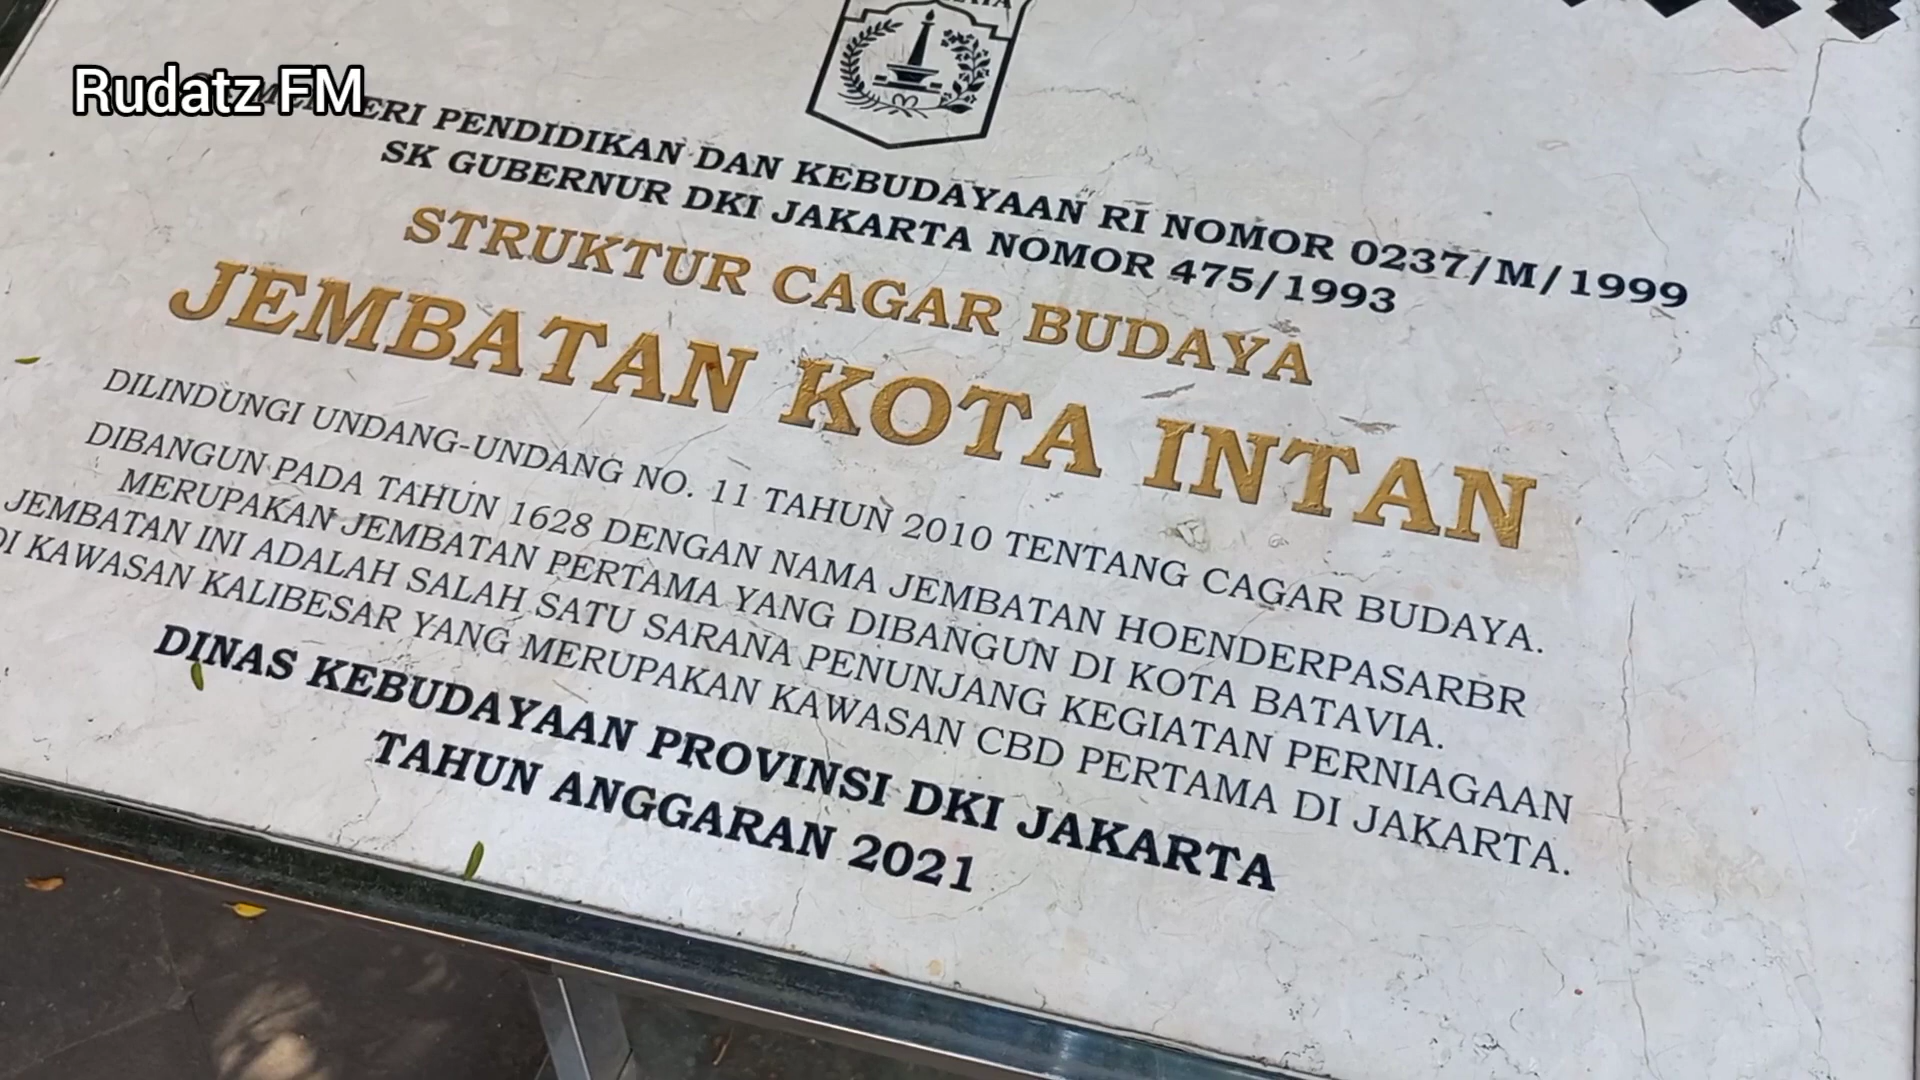 Rudatz FM
MENTERI PENDIDIKAN DAN KEBUDAYAAN RI NOMOR 0237/M/1999
SK GUBERNUR DKI JAKARTA NOMOR 475/1993
STRUKTUR CAGAR BUDAYA
JEMBATAN KOTA INTAN
DILINDUNGI UNDANG-UNDANG NO. 11 TAHUN 2010 TENTANG CAGAR BUDAYA.
DIBANGUN PADA TAHUN 1628 DENGAN NAMA JEMBATAN HOENDERPASARBR
MERUPAKAN JEMBATAN PERTAMA YANG DIBANGUN DI KOTA BATAVIA.
JEMBATAN INI ADALAH SALAH SATU SARANA PENUNJANG KEGIATAN PERNIAGAAN
DI KAWASAN KALIBESAR YANG MERUPAKAN KAWASAN CBD PERTAMA DI JAKARTA.
DINAS KEBUDAYAAN PROVINSI DKI JAKARTA
TAHUN ANGGARAN 2021